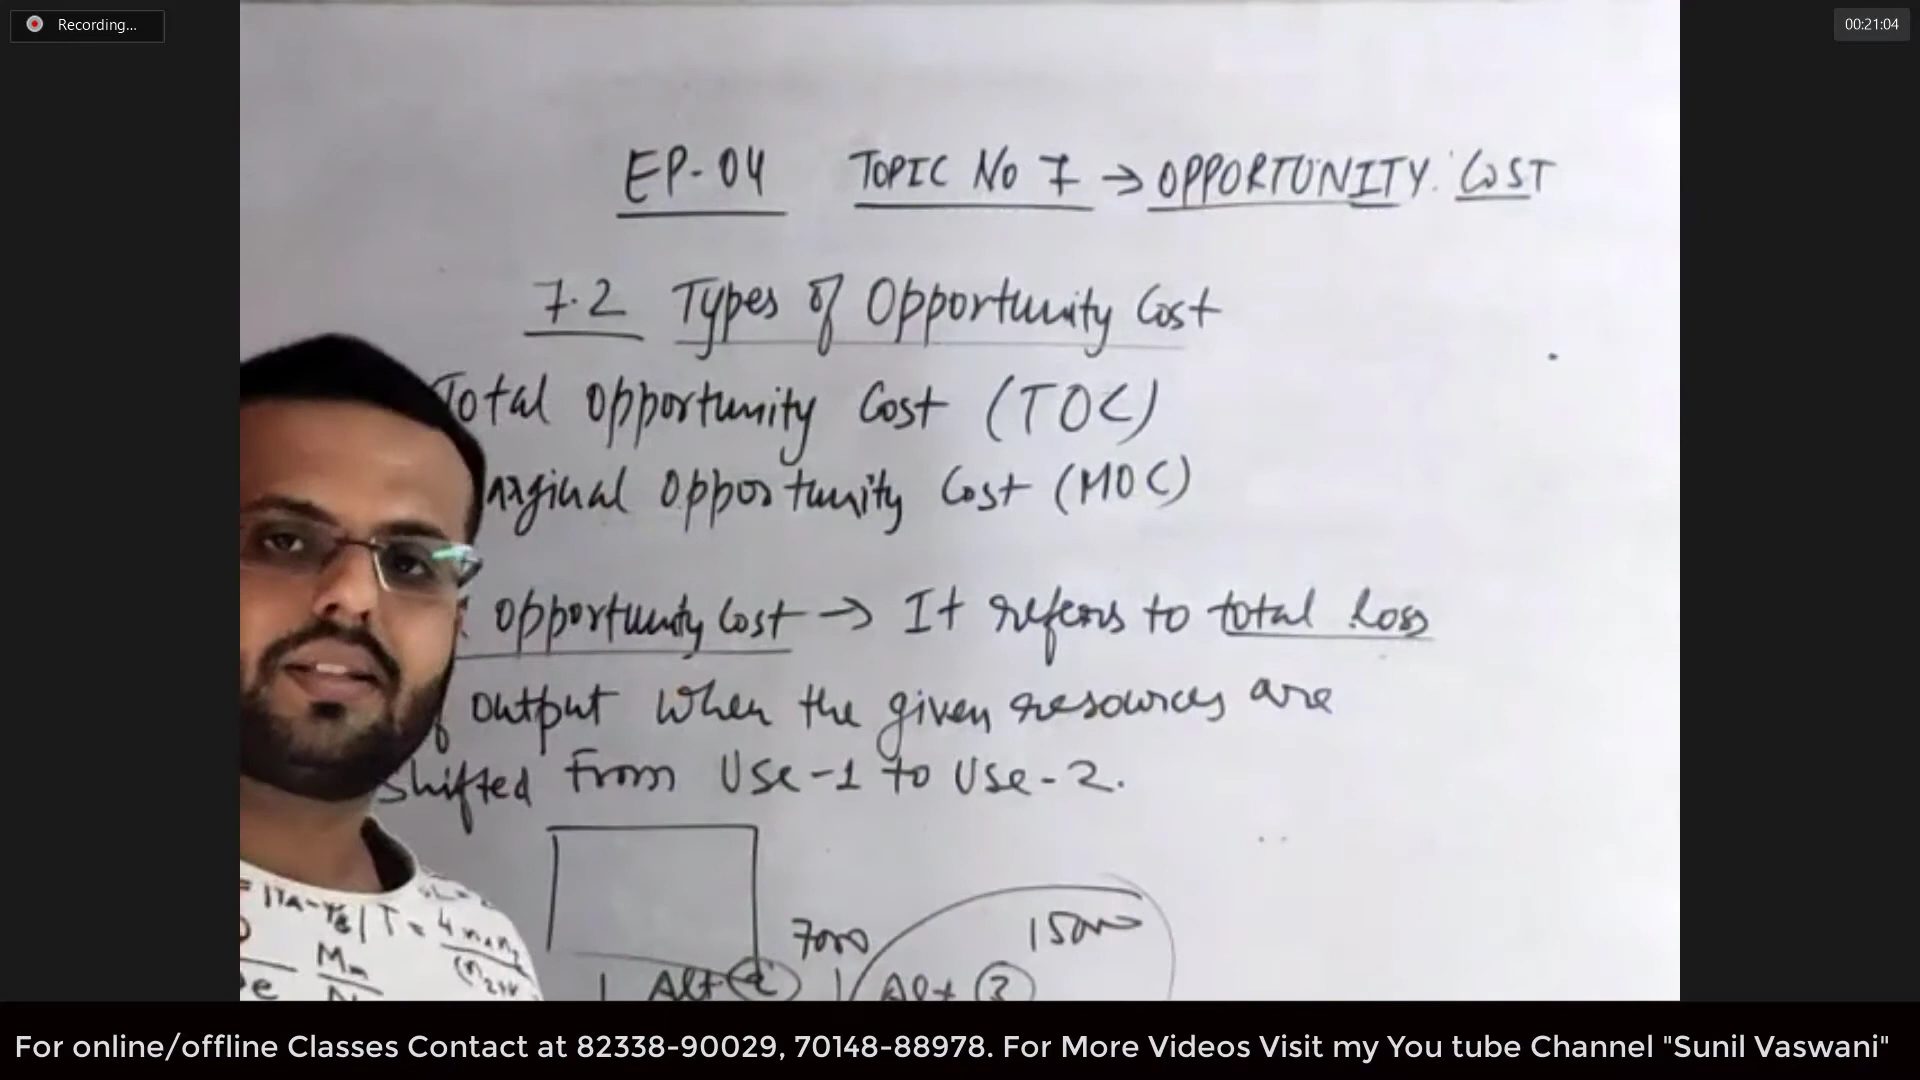 Recording...
00:21:04
EP-04 TOPIC No 7 → OPPORTUNITY COST
7.2 Types of Opportunity Cost
Total Opportunity Cost (TOC)
arginal Opportunity Cost (MOC)
Opportunity Cost → It refers to total loss
output when the given resources are
shifted From Use-1 to Use-2.
7000
15000
Alt 2
Alt 3
For online/offline Classes Contact at 82338-90029, 70148-88978. For More Videos Visit my You tube Channel "Sunil Vaswani"